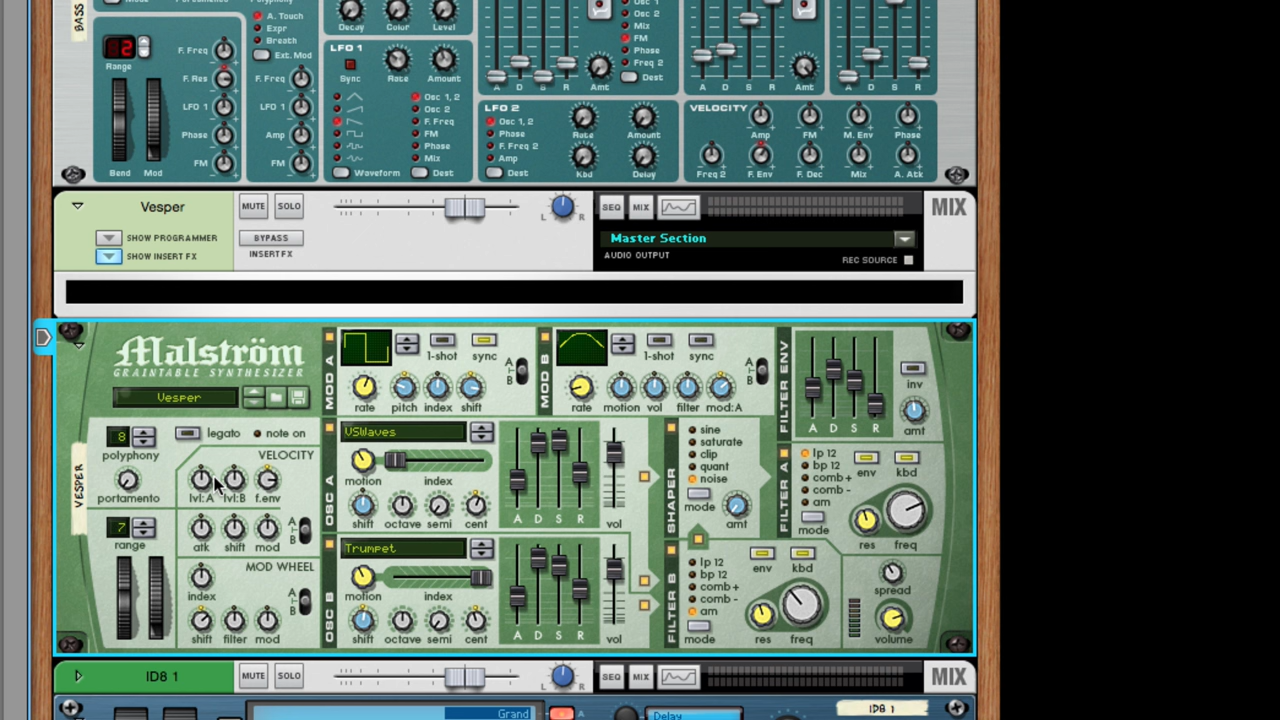 BASS
A. Touch
Expr
Breath
Ext. Mod
Decay
Color
Level
Range
F. Freq
F. Res
LFO 1
Phase
FM
F. Freq
LFO 1
Amp
FM
Bend
Mod
LFO 1
Sync
Rate
Amount
Osc 1, 2
Osc 2
F. Freq
FM
Phase
Mix
Waveform
Dest
A D S R Amt
Osc 2
Mix
FM
Phase
Freq 2
Dest
A D S R Amt
A D S R
LFO 2
Osc 1, 2
Phase
F. Freq 2
Amp
Dest
Rate
Amount
Kbd
Delay
VELOCITY
Amp
FM
M. Env
Phase
Freq 2
F. Env
F. Dec
Mix
A. Atk
Vesper
MUTE
SOLO
L R
SEQ
MIX
MIX
SHOW PROGRAMMER
BYPASS
Master Section
SHOW INSERT FX
INSERT FX
AUDIO OUTPUT
REC SOURCE
Malström
GRAINTABLE SYNTHESIZER
Vesper
VESPER
8
polyphony
legato
note on
portamento
VELOCITY
lvl:A
lvl:B
f.env
7
range
atk
shift
mod
A
B
MOD WHEEL
index
A
B
shift
filter
mod
MOD A
1-shot
sync
A
B
rate
pitch
index
shift
MOD B
1-shot
sync
A
B
rate
motion
vol
filter
mod:A
FILTER ENV
A D S R
inv
amt
OSC A
VSWaves
motion
index
shift
octave
semi
cent
A D S R
vol
OSC B
Trumpet
motion
index
shift
octave
semi
cent
A D S R
vol
SHAPER
sine
saturate
clip
quant
noise
mode
amt
FILTER A
lp 12
bp 12
comb +
comb -
am
mode
env
kbd
res
freq
FILTER B
lp 12
bp 12
comb +
comb -
am
mode
env
kbd
res
freq
spread
volume
ID8 1
MUTE
SOLO
L R
SEQ
MIX
MIX
Grand
A
Delay
ID8 1